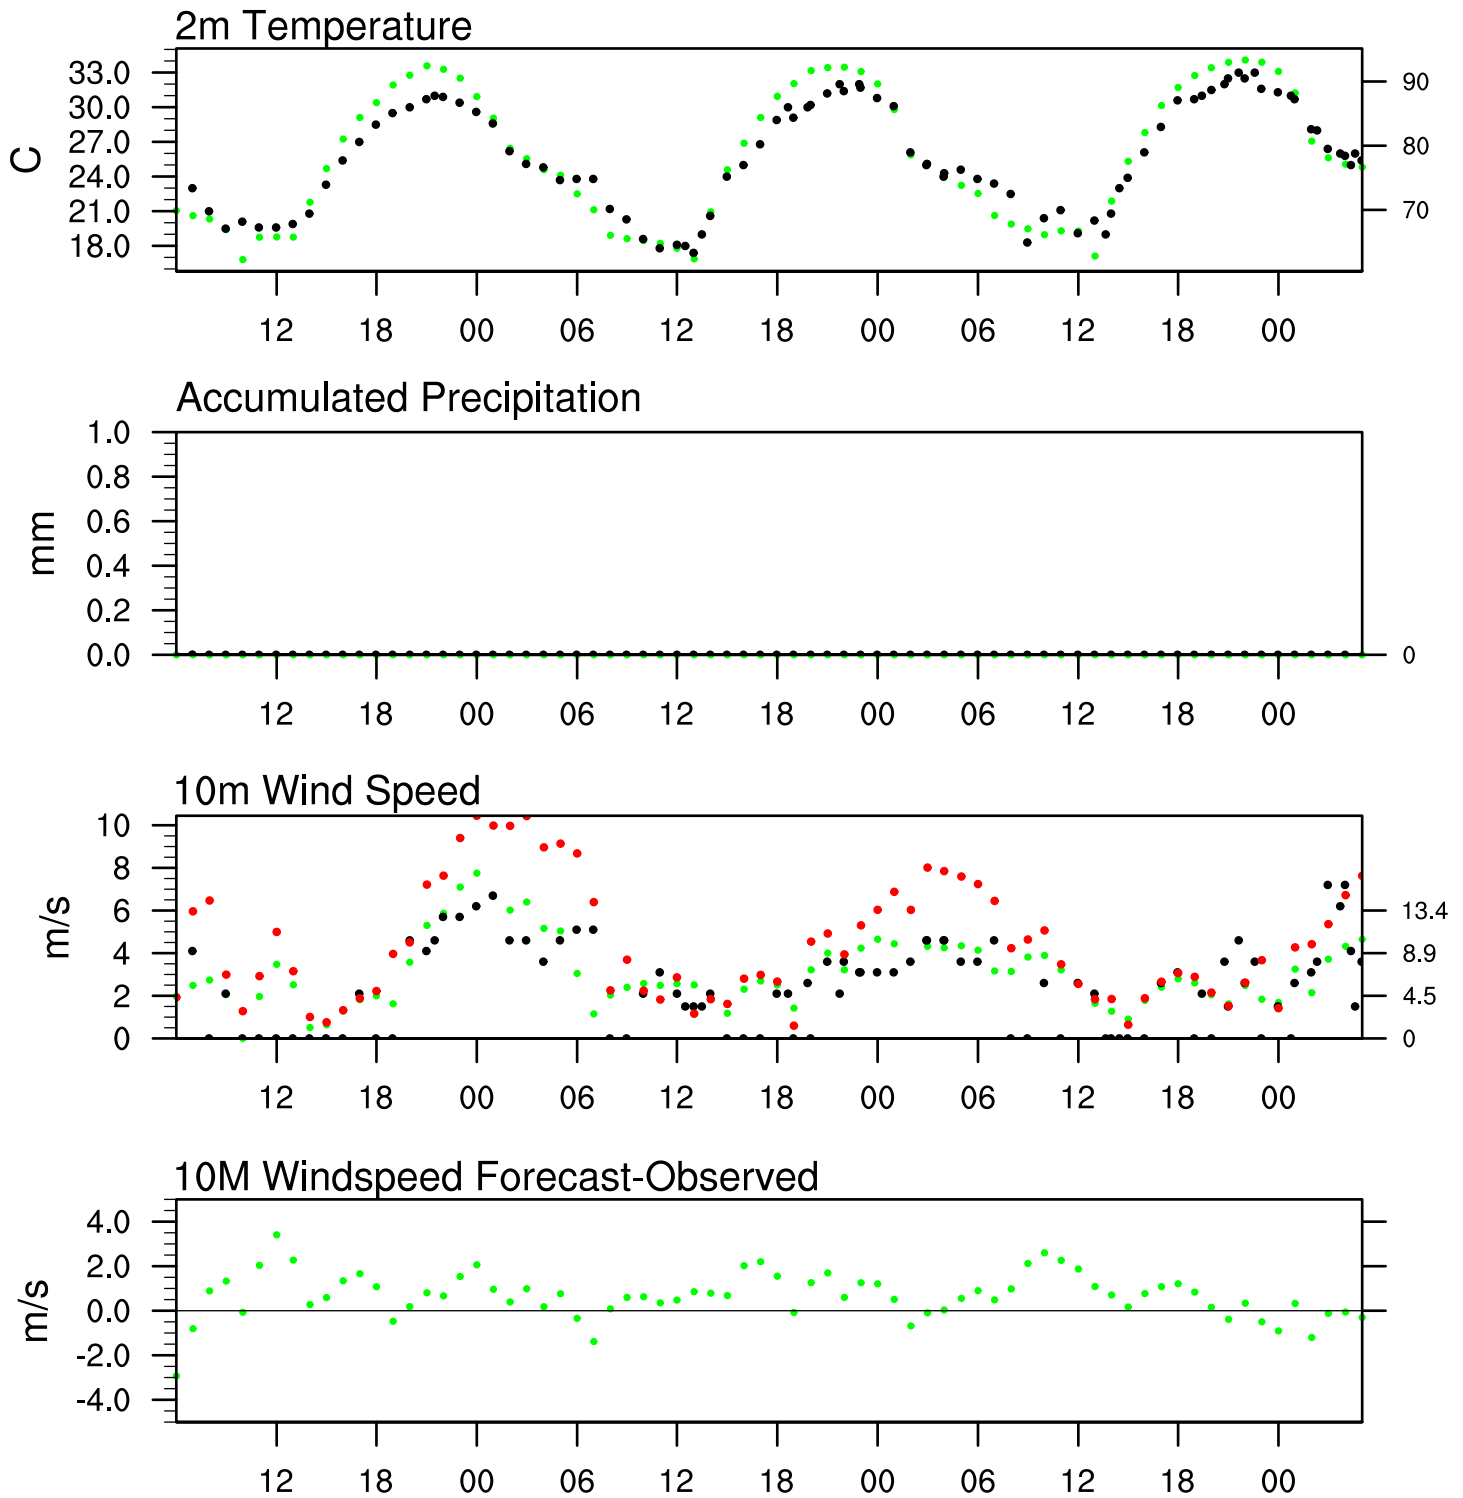 2m Temperature
33.0
30.0
27.0
24.0
21.0
18.0
C
90
80
70
12 18 00 06 12 18 00 06 12 18 00
Accumulated Precipitation
1.0
0.8
0.6
0.4
0.2
0.0
mm
0
12 18 00 06 12 18 00 06 12 18 00
10m Wind Speed
10
8
6
4
2
0
m/s
13.4
8.9
4.5
0
12 18 00 06 12 18 00 06 12 18 00
10M Windspeed Forecast-Observed
4.0
2.0
0.0
-2.0
-4.0
m/s
12 18 00 06 12 18 00 06 12 18 00